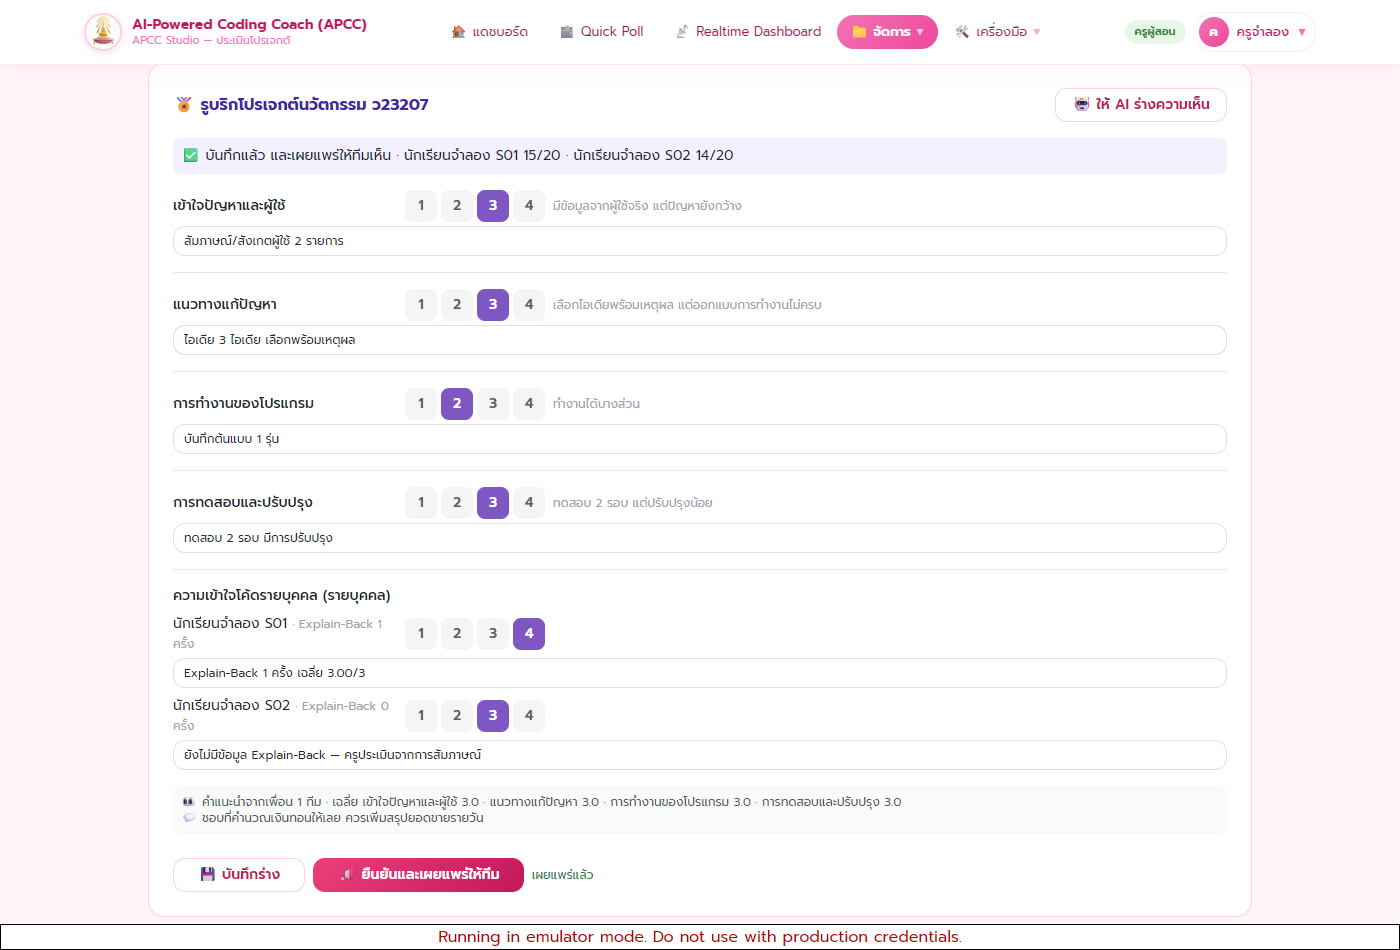 AI-Powered Coding Coach (APCC)
APCC Studio — ประเมินโปรเจกต์
แดชบอร์ด
Quick Poll
Realtime Dashboard
จัดการ ▾
เครื่องมือ ▾
ครูผู้สอน
ค ครูจำลอง ▾
รูบริกโปรเจกต์นวัตกรรม ว23207
ให้ AI ร่างความเห็น
บันทึกแล้ว และเผยแพร่ให้ทีมเห็น · นักเรียนจำลอง S01 15/20 · นักเรียนจำลอง S02 14/20
เข้าใจปัญหาและผู้ใช้ 1 2 3 4 มีข้อมูลจากผู้ใช้จริง แต่ปัญหายังกว้าง
สัมภาษณ์/สังเกตผู้ใช้ 2 รายการ
แนวทางแก้ปัญหา 1 2 3 4 เลือกไอเดียพร้อมเหตุผล แต่ออกแบบการทำงานไม่ครบ
ไอเดีย 3 ไอเดีย เลือกพร้อมเหตุผล
การทำงานของโปรแกรม 1 2 3 4 ทำงานได้บางส่วน
บันทึกต้นแบบ 1 รุ่น
การทดสอบและปรับปรุง 1 2 3 4 ทดสอบ 2 รอบ แต่ปรับปรุงน้อย
ทดสอบ 2 รอบ มีการปรับปรุง
ความเข้าใจโค้ดรายบุคคล (รายบุคคล)
นักเรียนจำลอง S01 · Explain-Back 1
ครั้ง
1 2 3 4
Explain-Back 1 ครั้ง เฉลี่ย 3.00/3
นักเรียนจำลอง S02 · Explain-Back 0
ครั้ง
1 2 3 4
ยังไม่มีข้อมูล Explain-Back — ครูประเมินจากการสัมภาษณ์
คำแนะนำจากเพื่อน 1 ทีม · เฉลี่ย เข้าใจปัญหาและผู้ใช้ 3.0 · แนวทางแก้ปัญหา 3.0 · การทำงานของโปรแกรม 3.0 · การทดสอบและปรับปรุง 3.0
ชอบที่คำนวณเงินทอนให้เลย ควรเพิ่มสรุปยอดขายรายวัน
บันทึกร่าง
ยืนยันและเผยแพร่ให้ทีม
เผยแพร่แล้ว
Running in emulator mode. Do not use with production credentials.